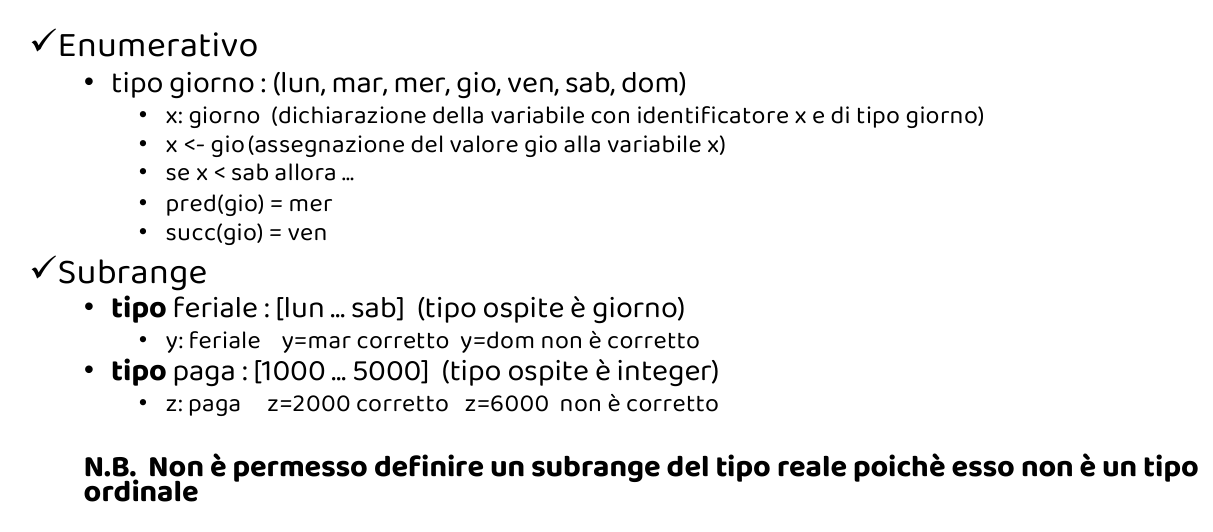 ✓Enumerativo
• tipo giorno : (lun, mar, mer, gio, ven, sab, dom)
• x: giorno (dichiarazione della variabile con identificatore x e di tipo giorno)
• x <- gio (assegnazione del valore gio alla variabile x)
• se x < sab allora ...
• pred(gio) = mer
• succ(gio) = ven
✓Subrange
• tipo feriale : [lun ... sab] (tipo ospite è giorno)
• y: feriale y=mar corretto y=dom non è corretto
• tipo paga : [1000 ... 5000] (tipo ospite è integer)
• z: paga z=2000 corretto z=6000 non è corretto
N.B. Non è permesso definire un subrange del tipo reale poichè esso non è un tipo
ordinale